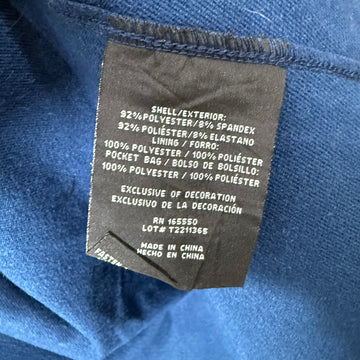 SHELL/EXTERIOR:
92% POLYESTER/8% SPANDEX
92% POLIÉSTER/8% ELASTANO
LINING / FORRO:
100% POLYESTER / 100% POLIÉSTER
POCKET BAG / BOLSO DE BOLSILLO:
100% POLYESTER / 100% POLIÉSTER
EXCLUSIVE OF DECORATION
EXCLUSIVO DE LA DECORACIÓN
RN 165550
LOT# T2211365
MADE IN CHINA
HECHO EN CHINA